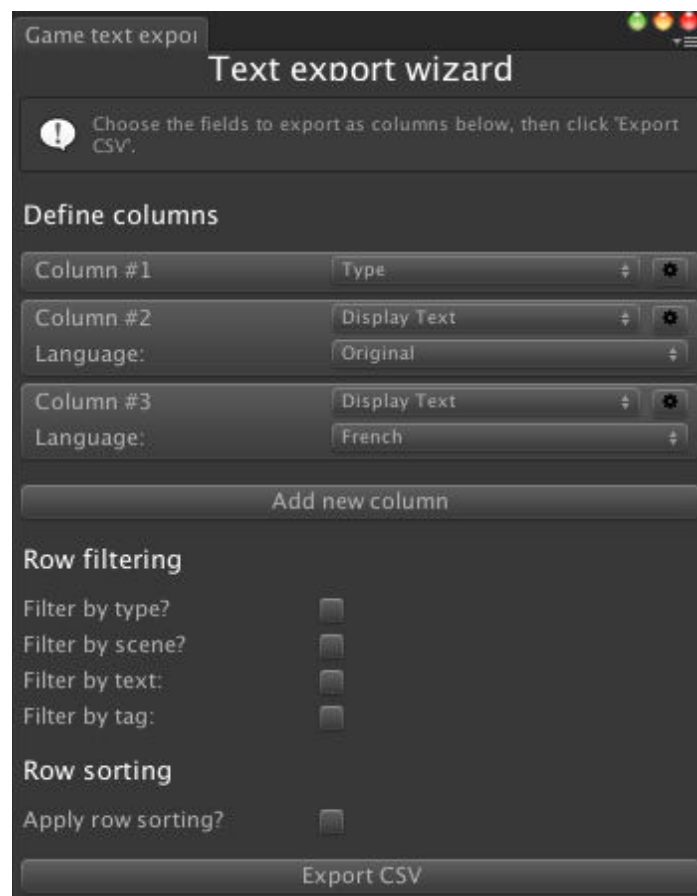 Game text expor
Text export wizard
Choose the fields to export as columns below, then click 'Export
CSV'.
Define columns
Column #1 Type
Column #2 Display Text
Language: Original
Column #3 Display Text
Language: French
Add new column
Row filtering
Filter by type?
Filter by scene?
Filter by text:
Filter by tag:
Row sorting
Apply row sorting?
Export CSV